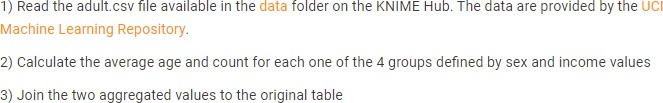 1) Read the adult.csv file available in the data folder on the KNIME Hub. The data are provided by the UCI
Machine Learning Repository.
2) Calculate the average age and count for each one of the 4 groups defined by sex and income values
3) Join the two aggregated values to the original table